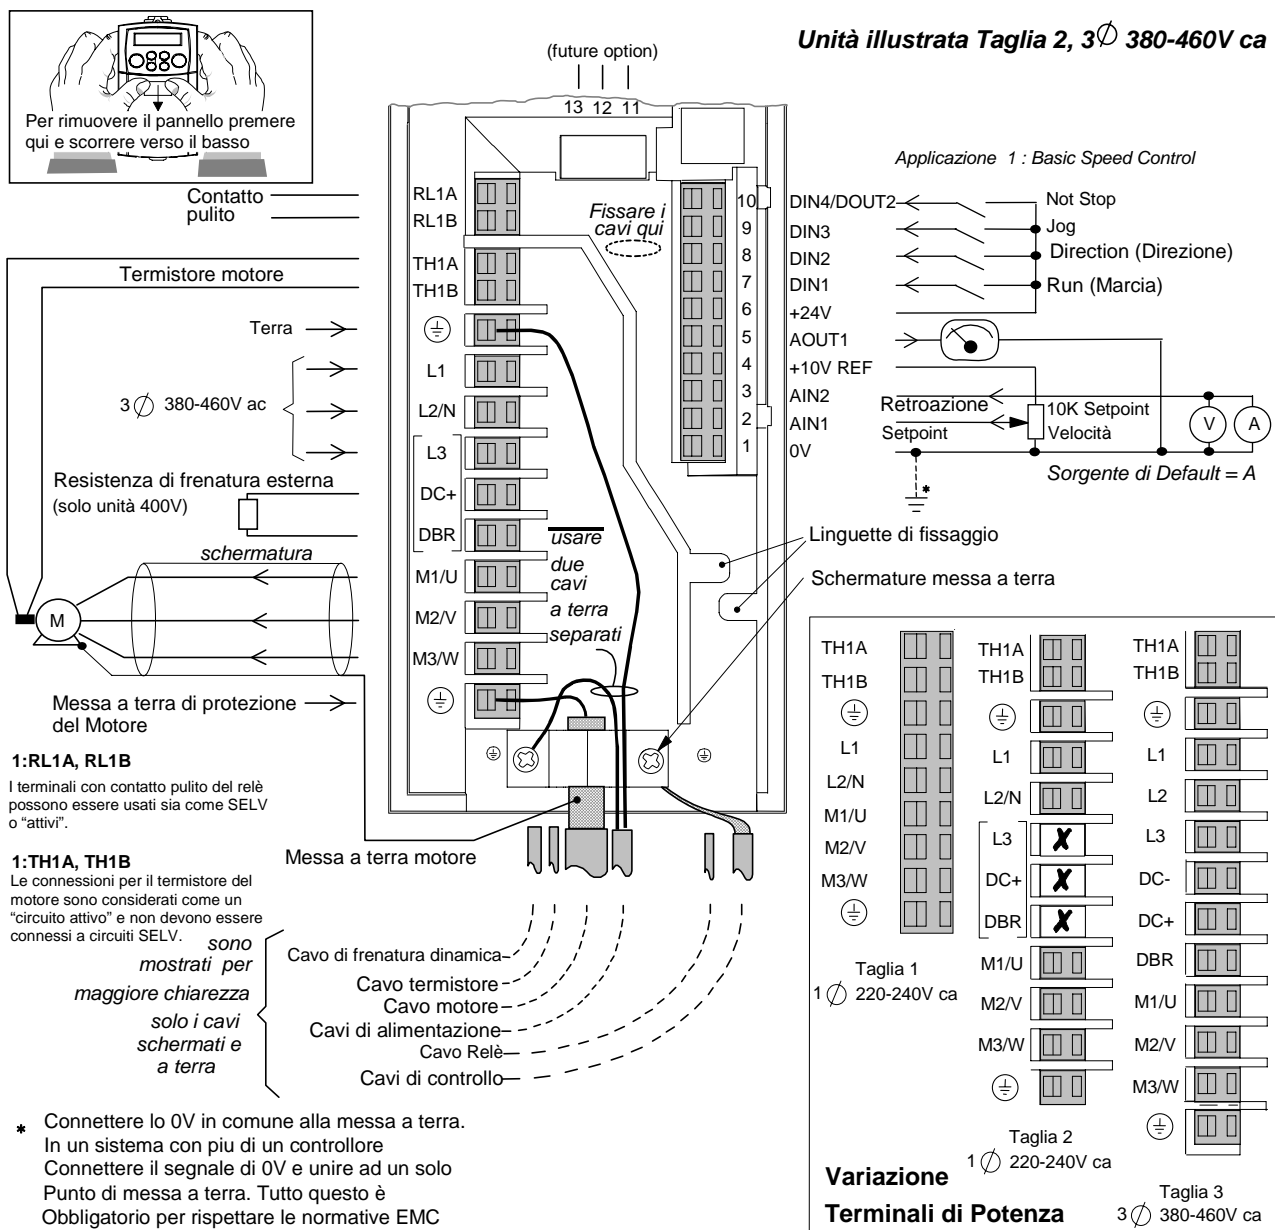 Unità illustrata Taglia 2, 3∅ 380-460V ca
Per rimuovere il pannello premere
qui e scorrere verso il basso
(future option)
13 12 11
Contatto
pulito
Termistore motore
Terra
3∅ 380-460V ac
Resistenza di frenatura esterna
(solo unità 400V)
schermatura
M
Messa a terra di protezione
del Motore
RL1A
RL1B
TH1A
TH1B
L1
L2/N
L3
DC+
DBR
M1/U
M2/V
M3/W
Fissare i
cavi qui
usare
due
cavi
a terra
separati
10
9
8
7
6
5
4
3
2
1
Applicazione 1 : Basic Speed Control
DIN4/DOUT2
DIN3
DIN2
DIN1
+24V
AOUT1
+10V REF
AIN2
AIN1
0V
Not Stop
Jog
Direction (Direzione)
Run (Marcia)
Retroazione
Setpoint
10K Setpoint
Velocità
V
A
Sorgente di Default = A
*
Linguette di fissaggio
Schermature messa a terra
1:RL1A, RL1B
I terminali con contatto pulito del relè
possono essere usati sia come SELV
o “attivi”.
1:TH1A, TH1B
Le connessioni per il termistore del
motore sono considerati come un
“circuito attivo” e non devono essere
connessi a circuiti SELV.
Messa a terra motore
sono
mostrati per
maggiore chiarezza
solo i cavi
schermati e
a terra
Cavo di frenatura dinamica
Cavo termistore
Cavo motore
Cavi di alimentazione
Cavo Relè
Cavi di controllo
* Connettere lo 0V in comune alla messa a terra.
In un sistema con piu di un controllore
Connettere il segnale di 0V e unire ad un solo
Punto di messa a terra. Tutto questo è
Obbligatorio per rispettare le normative EMC
TH1A
TH1B
L1
L2/N
M1/U
M2/V
M3/W
Taglia 1
1∅ 220-240V ca
TH1A
TH1B
L1
L2/N
L3
DC+
DBR
M1/U
M2/V
M3/W
Taglia 2
1∅ 220-240V ca
TH1A
TH1B
L1
L2
L3
DC-
DC+
DBR
M1/U
M2/V
M3/W
Taglia 3
3∅ 380-460V ca
Variazione
Terminali di Potenza